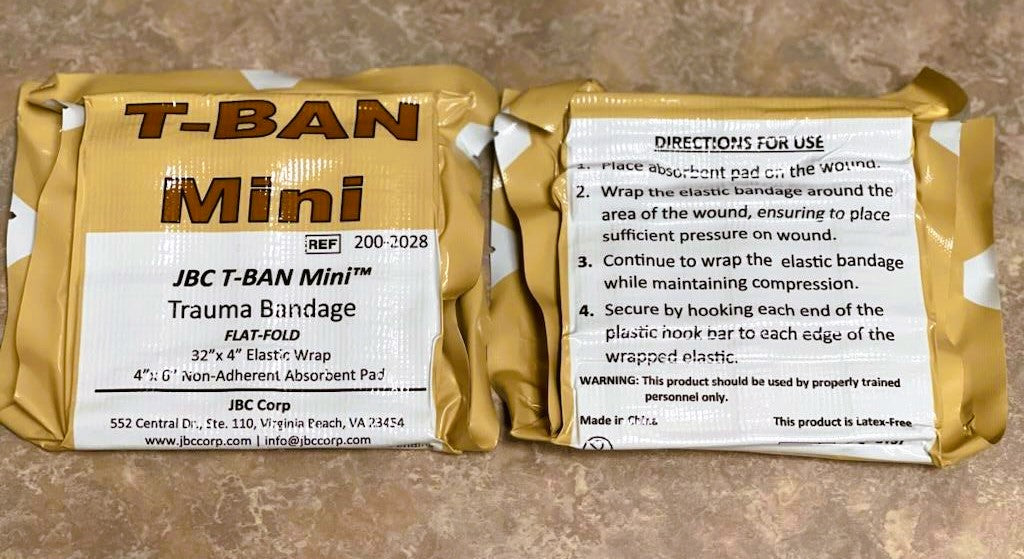 T-BAN
Mini
REF 200-2028
JBC T-BAN Mini™
Trauma Bandage
FLAT-FOLD
32”x 4” Elastic Wrap
4”x 6” Non-Adherent Absorbent Pad
JBC Corp
552 Central Dr., Ste. 110, Virginia Beach, VA 23454
www.jbccorp.com | info@jbccorp.com
DIRECTIONS FOR USE
1. Place absorbent pad on the wound.
2. Wrap the elastic bandage around the
area of the wound, ensuring to place
sufficient pressure on wound.
3. Continue to wrap the elastic bandage
while maintaining compression.
4. Secure by hooking each end of the
plastic hook bar to each edge of the
wrapped elastic.
WARNING: This product should be used by properly trained
personnel only.
Made in China
This product is Latex-Free